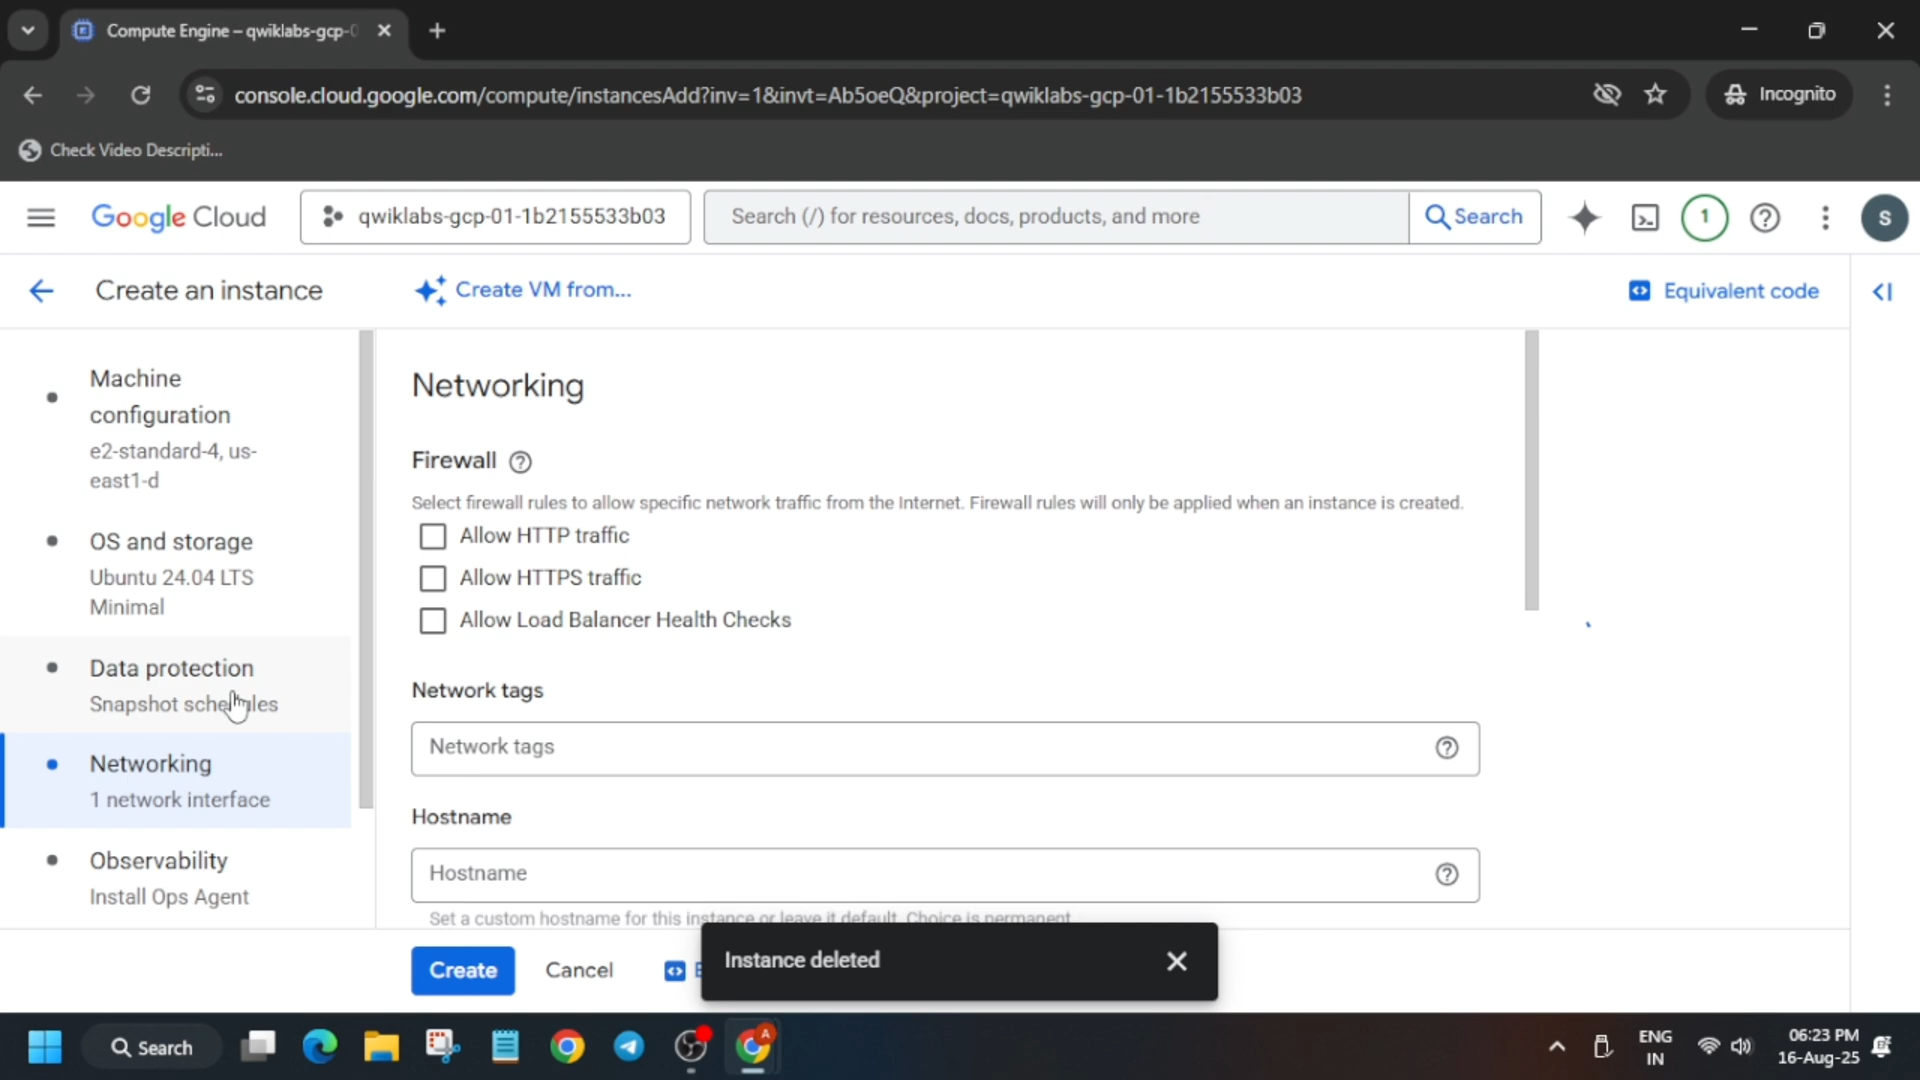 Compute Engine – qwiklabs-gcp-0
console.cloud.google.com/compute/instancesAdd?inv=1&invt=Ab5oeQ&project=qwiklabs-gcp-01-1b2155533b03
Incognito
Check Video Descripti...
Google Cloud
qwiklabs-gcp-01-1b2155533b03
Search (/) for resources, docs, products, and more
Search
1
S
Create an instance
Create VM from...
Equivalent code
Machine
configuration
e2-standard-4, us-
east1-d
OS and storage
Ubuntu 24.04 LTS
Minimal
Data protection
Snapshot schedules
Networking
1 network interface
Observability
Install Ops Agent
Networking
Firewall
Select firewall rules to allow specific network traffic from the Internet. Firewall rules will only be applied when an instance is created.
Allow HTTP traffic
Allow HTTPS traffic
Allow Load Balancer Health Checks
Network tags
Network tags
Hostname
Hostname
Set a custom hostname for this instance or leave it default. Choice is permanent
Create
Cancel
Instance deleted
Search
A
ENG
IN
06:23 PM
16-Aug-25